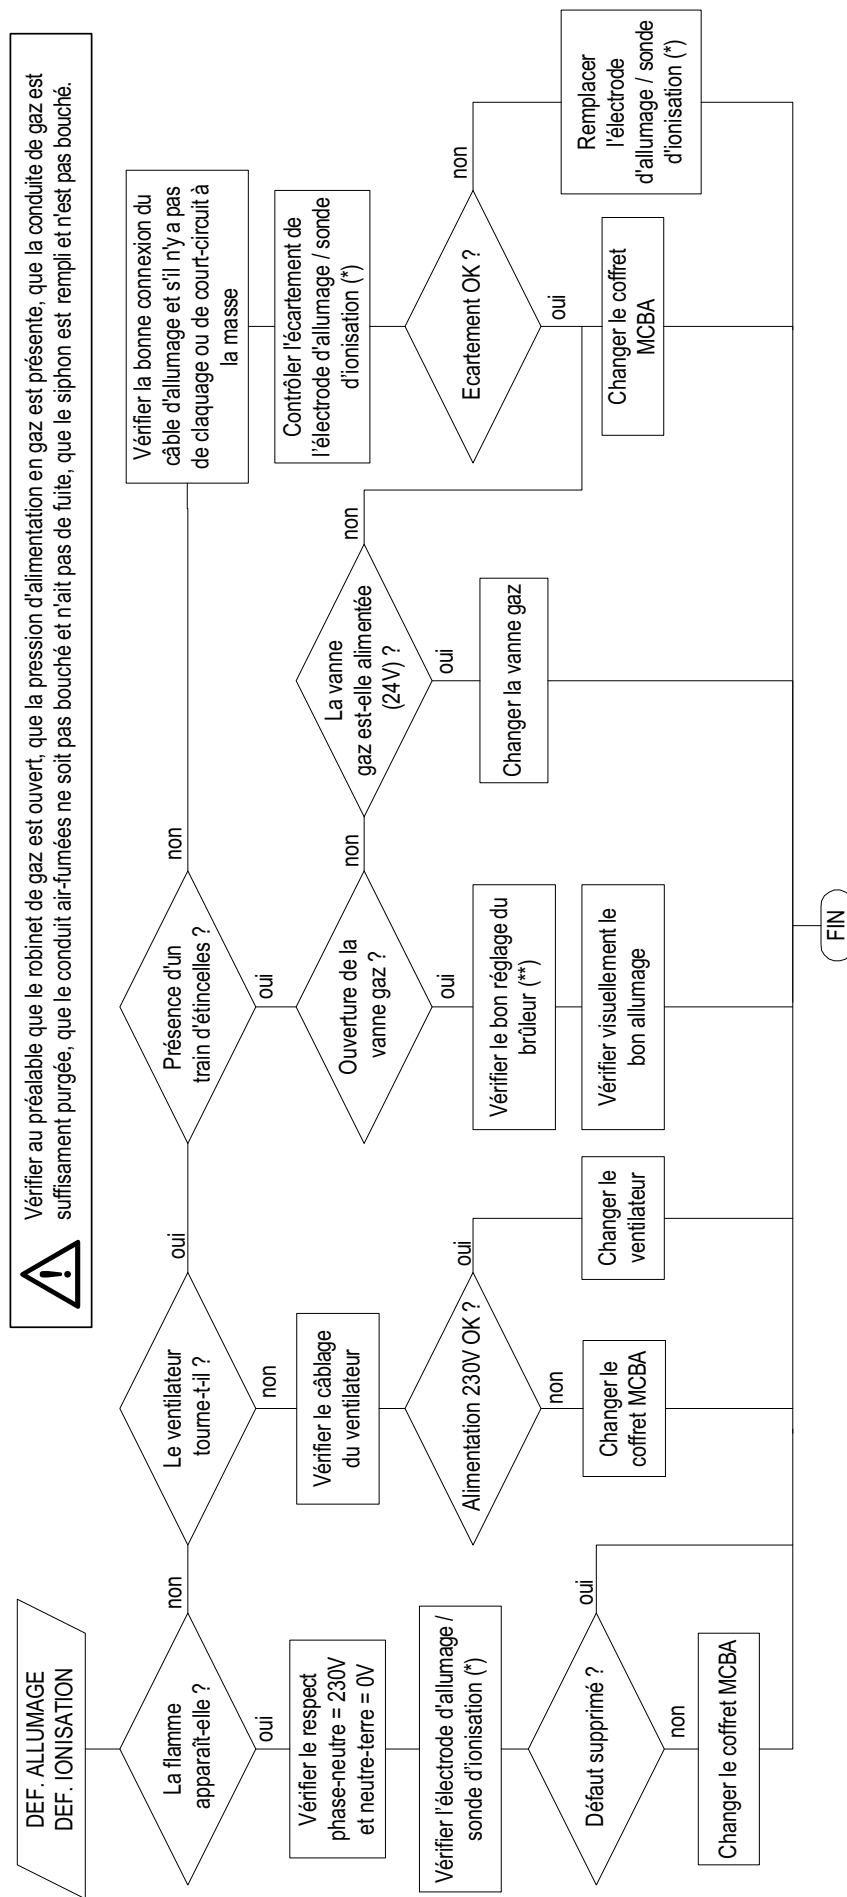 Vérifier au préalable que le robinet de gaz est ouvert, que la pression d'alimentation en gaz est présente, que la conduite de gaz est
suffisament purgée, que le conduit air-fumées ne soit pas bouché et n'ait pas de fuite, que le siphon est rempli et n'est pas bouché.
DEF. ALLUMAGE
DEF. IONISATION
La flamme
apparaît-elle ?
non
oui
Vérifier le respect
phase-neutre = 230V
et neutre-terre = 0V
Vérifier l'électrode d'allumage /
sonde d'ionisation (*)
Défaut supprimé ?
oui
non
Changer le coffret MCBA
Le ventilateur
tourne-t-il ?
oui
non
Vérifier le câblage
du ventilateur
Alimentation 230V OK ?
oui
non
Changer le
coffret MCBA
Changer le
ventilateur
Présence d'un
train d'étincelles ?
non
oui
Ouverture de la
vanne gaz ?
non
oui
Vérifier le bon réglage du
brûleur (**)
Vérifier visuellement le
bon allumage
La vanne
gaz est-elle alimentée
(24V) ?
non
oui
Changer la vanne gaz
Vérifier la bonne connexion du
câble d'allumage et s'il n'y a pas
de claquage ou de court-circuit à
la masse
Contrôler l'écartement de
l'électrode d'allumage / sonde
d'ionisation (*)
Ecartement OK ?
non
oui
Changer le coffret
MCBA
Remplacer
l'électrode
d'allumage / sonde
d'ionisation (*)
FIN